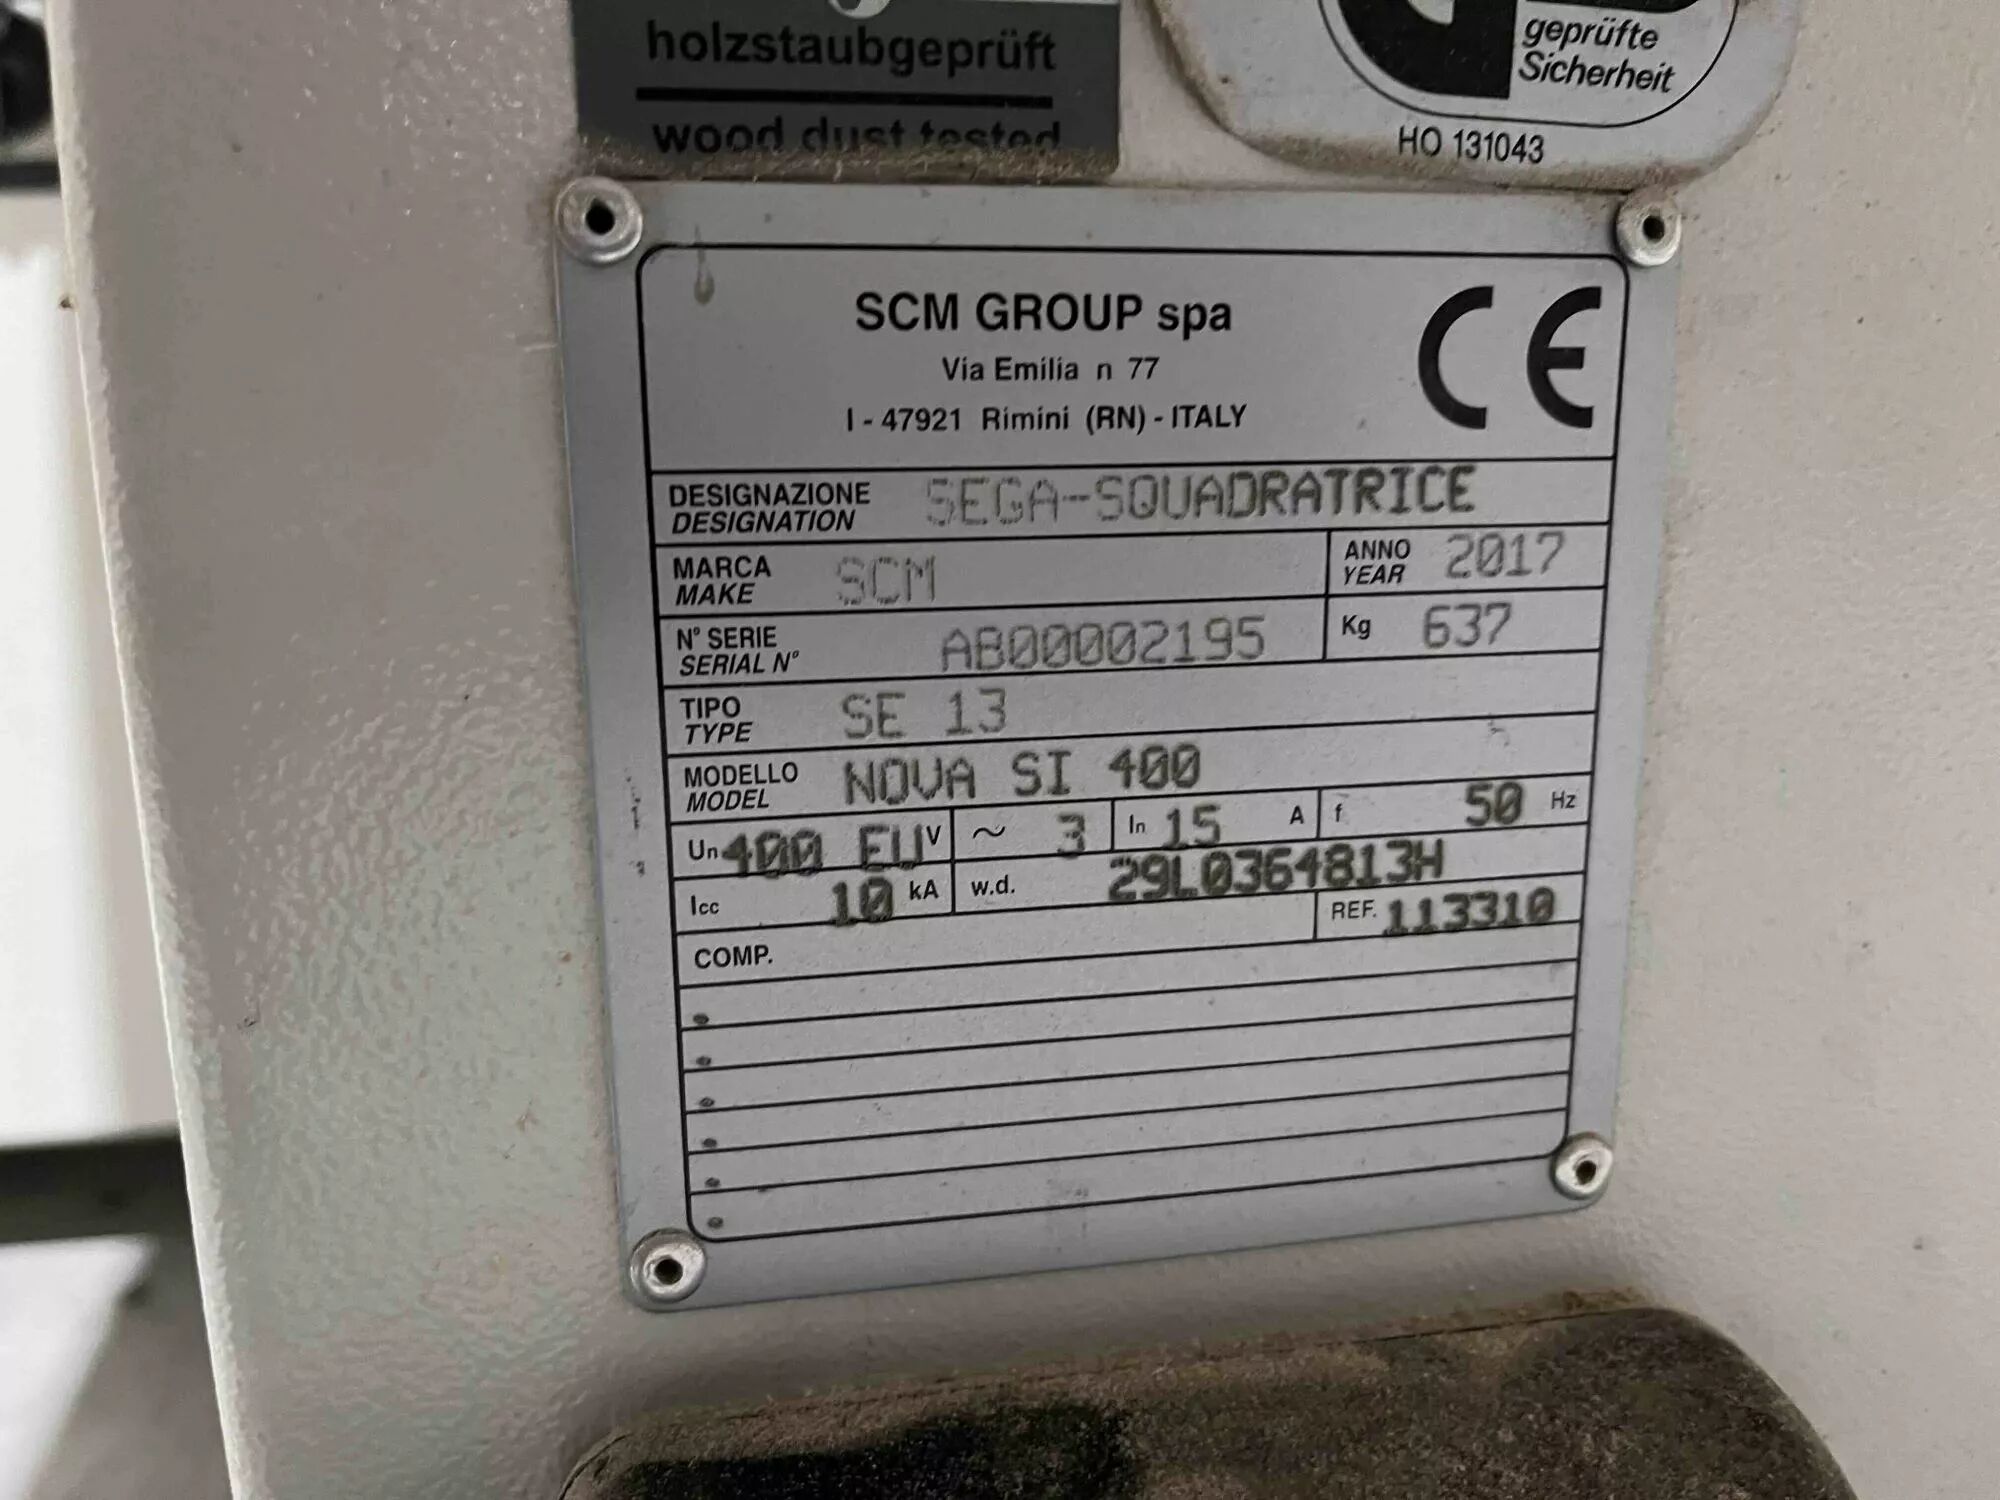 holzstaubgeprüft
wood dust tested
geprüfte
Sicherheit
HO 131043
SCM GROUP spa
Via Emilia n 77
I - 47921 Rimini (RN) - ITALY
CE
DESIGNAZIONE
DESIGNATION
SEGA-SQUADRATRICE
MARCA
MAKE
SCM
ANNO
YEAR
2017
N° SERIE
SERIAL N°
AB00002195
Kg 637
TIPO
TYPE
SE 13
MODELLO
MODEL
NOVA SI 400
Un 400 EU V ~ 3 In 15 A f 50 Hz
Icc 10 kA w.d. 29L0364813H
REF. 113310
COMP.